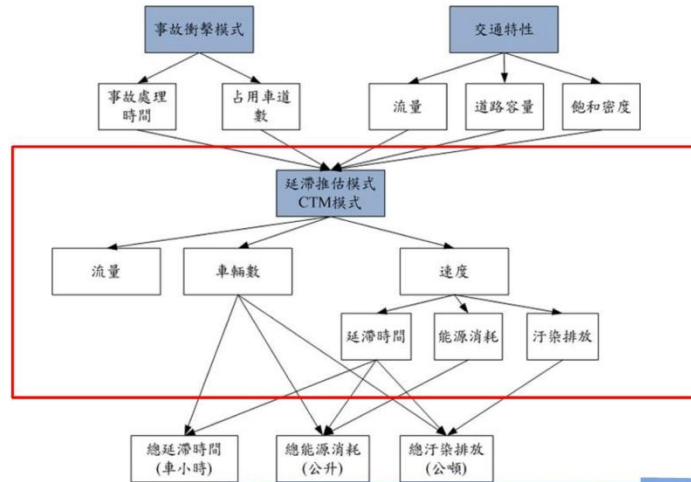 事故衝擊模式
交通特性
事故處理
時間
占用車道
數
流量
道路容量
飽和密度
延滯推估模式
CTM模式
流量
車輛數
速度
延滯時間
能源消耗
汙染排放
總延滯時間
(車小時)
總能源消耗
(公升)
總汙染排放
(公噸)